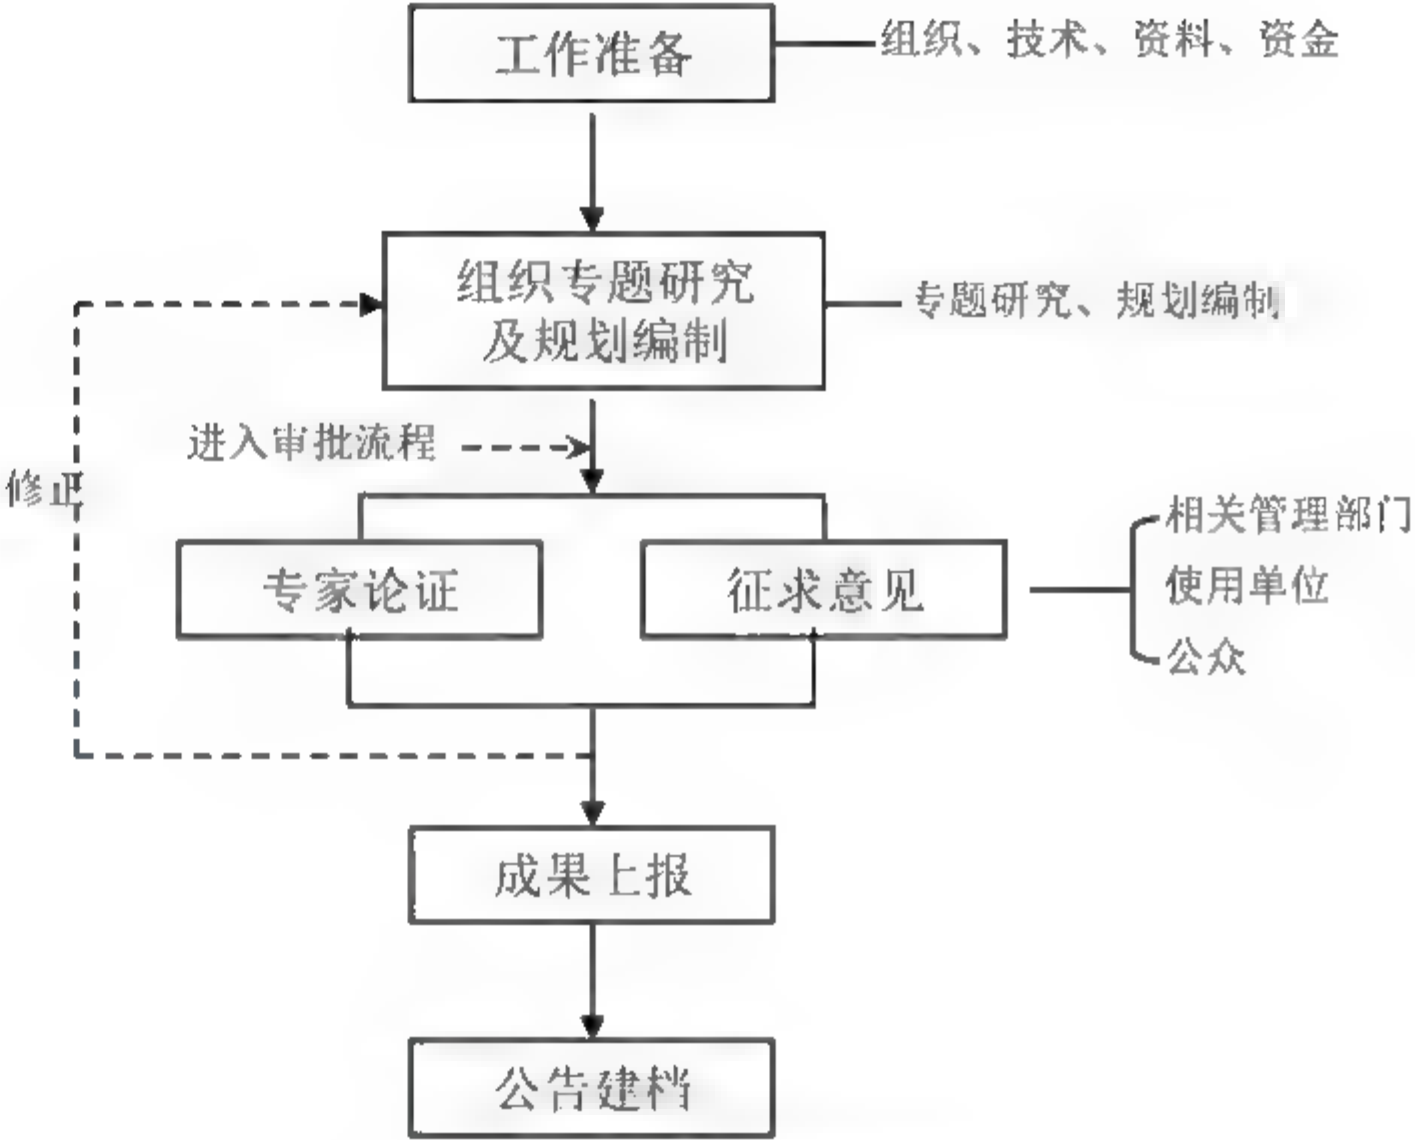 工作准备
组织、技术、资料、资金
组织专题研究
及规划编制
专题研究、规划编制
进入审批流程
修正
专家论证
征求意见
相关管理部门
使用单位
公众
成果上报
公告建档